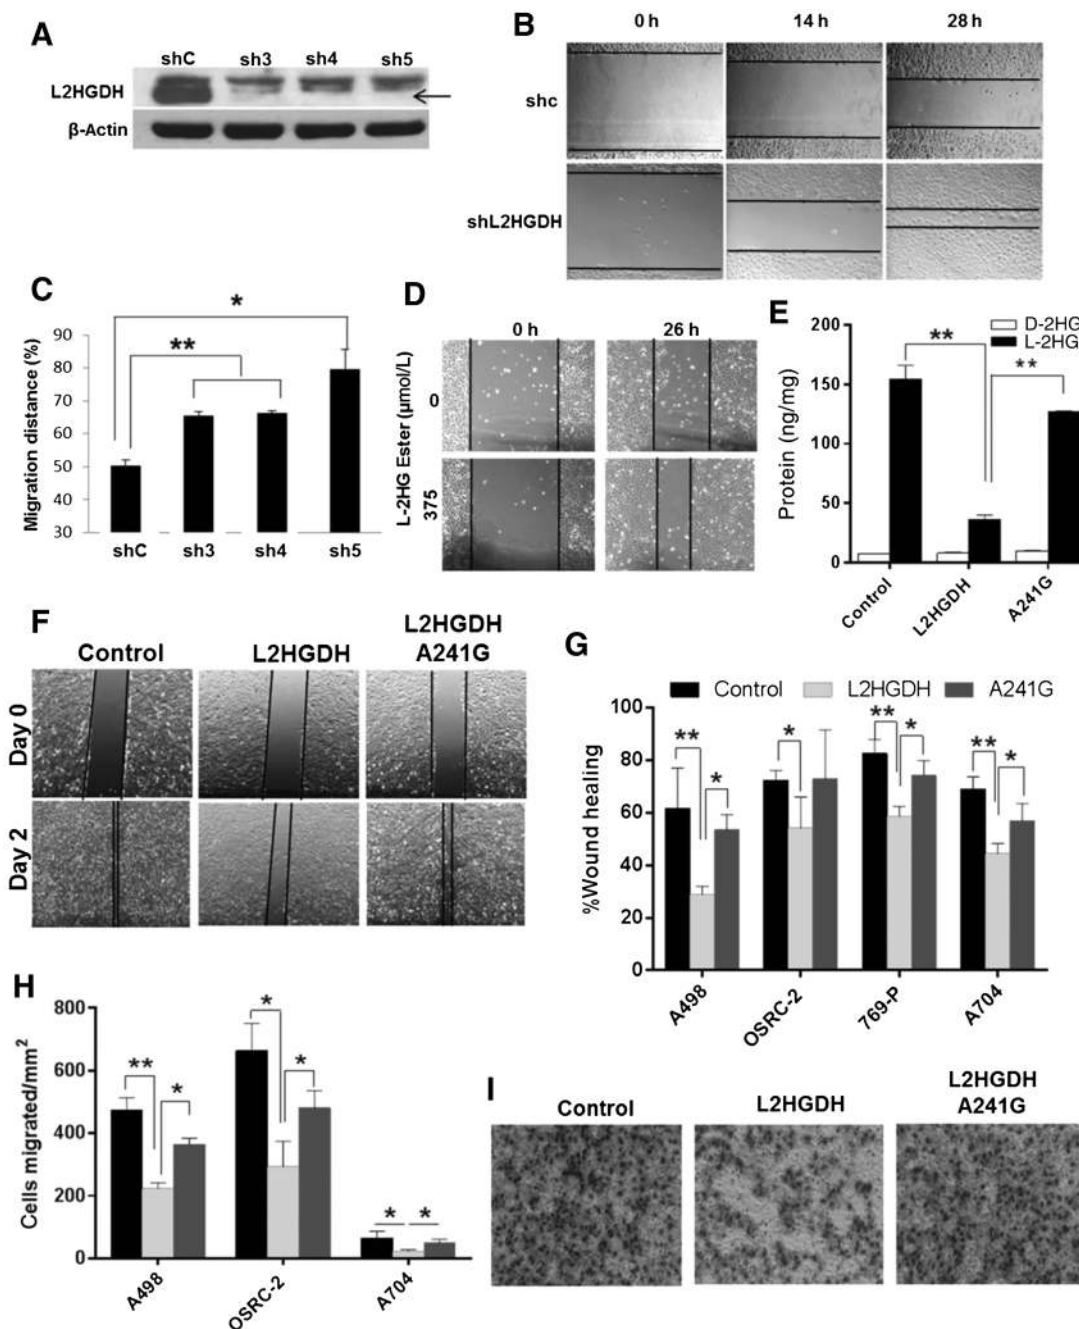 A
shC sh3 sh4 sh5
L2HGDH
β-Actin
B
0 h 14 h 28 h
shc
shL2HGDH
C
Migration distance (%)
90
80
70
60
50
40
30
*
**
shC sh3 sh4 sh5
D
0 h 26 h
L-2HG Ester (µmol/L)
0
375
E
D-2HG
L-2HG
Protein (ng/mg)
200
150
100
50
0
**
**
Control L2HGDH A241G
F
Control L2HGDH L2HGDH
A241G
Day 0
Day 2
G
Control L2HGDH A241G
%Wound healing
100
80
60
40
20
0
** * * ** * ** *
A498 OSRC-2 769-P A704
H
Cells migrated/mm²
800
600
400
200
0
** * * * * *
A498 OSRC-2 A704
I
Control L2HGDH L2HGDH
A241G